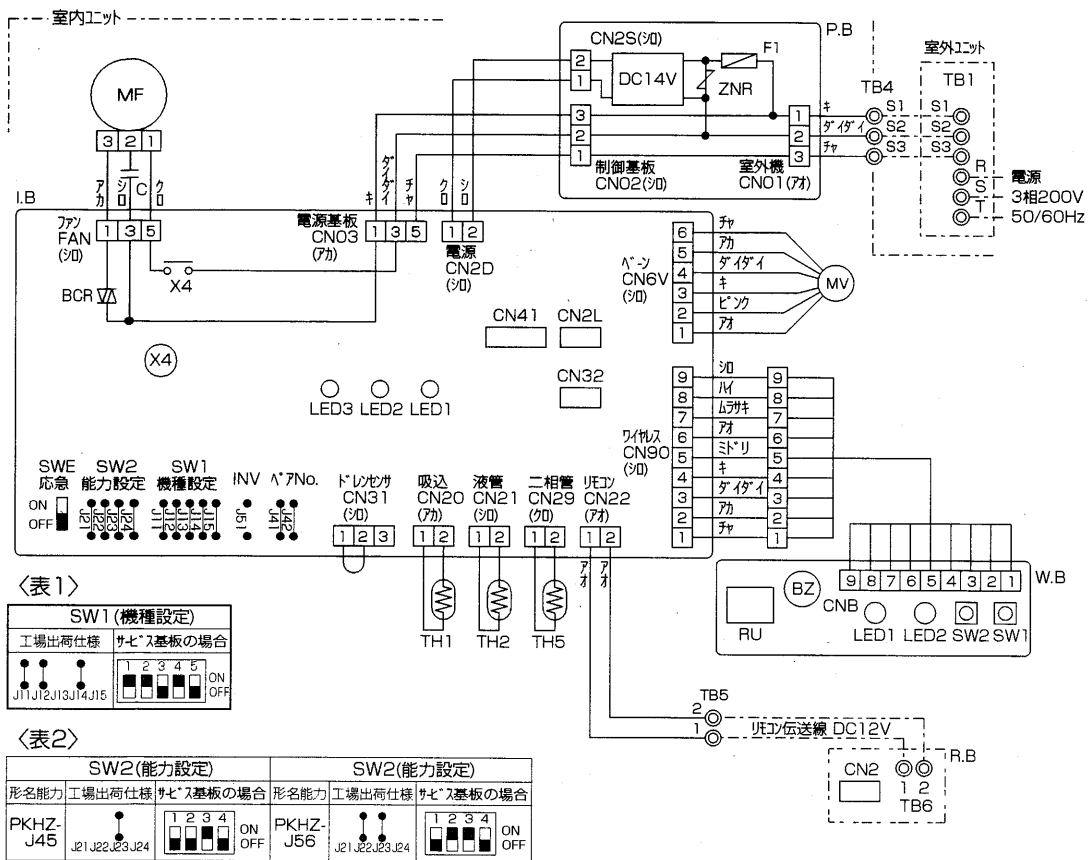 室内ユニット
MF
3 2 1
アカ
シロ
C
クロ
I.B
ファン
FAN
(シロ)
1 3 5
BCR
X4
X4
キ
ダイダイ
チャ
電源基板
CN03
(アカ)
1 3 5
クロ
シロ
1 2
電源
CN2D
(シロ)
CN2S(シロ)
2
1
DC14V
F1
ZNR
P.B
3
2
1
制御基板
CN02(シロ)
1
2
3
室外機
CN01(アオ)
キ
ダイダイ
チャ
TB4
S1
S2
S3
室外ユニット
TB1
S1
S2
S3
R
S
T
電源
3相200V
50/60Hz
CN41
CN2L
CN32
LED3 LED2 LED1
ベーン
CN6V
(シロ)
6 チャ
5 アカ
4 ダイダイ
3 キ
2 ピンク
1 アオ
MV
ワイヤレス
CN90
(シロ)
9 シロ 9
8 ハイ 8
7 ムラサキ 7
6 アオ 6
5 ミドリ 5
4 キ 4
3 ダイダイ 3
2 アカ 2
1 チャ 1
SWE
応急
ON
OFF
SW2
能力設定
J21 J22 J23 J24
SW1
機種設定
J11 J12 J13 J14 J15
INV
J51
ペアNo.
J41 J42
ドレンセンサ
CN31
(シロ)
1 2 3
吸込
CN20
(アカ)
1 2
液管
CN21
(シロ)
1 2
二相管
CN29
(クロ)
1 2
リモコン
CN22
(アオ)
1 2
アオ
アオ
TH1
TH2
TH5
9 8 7 6 5 4 3 2 1
W.B
BZ
CNB
RU
LED1 LED2 SW2 SW1
TB5
2
1
リモコン伝送線 DC12V
R.B
CN2
1 2
TB6
〈表1〉
SW1(機種設定)
工場出荷仕様 サービス基板の場合
J11J12J13J14J15
1 2 3 4 5
ON
OFF
〈表2〉
SW2(能力設定) SW2(能力設定)
形名能力 工場出荷仕様 サービス基板の場合 形名能力 工場出荷仕様 サービス基板の場合
PKHZ-
J45
J21J22J23J24
1 2 3 4
ON
OFF
PKHZ-
J56
J21J22J23J24
1 2 3 4
ON
OFF